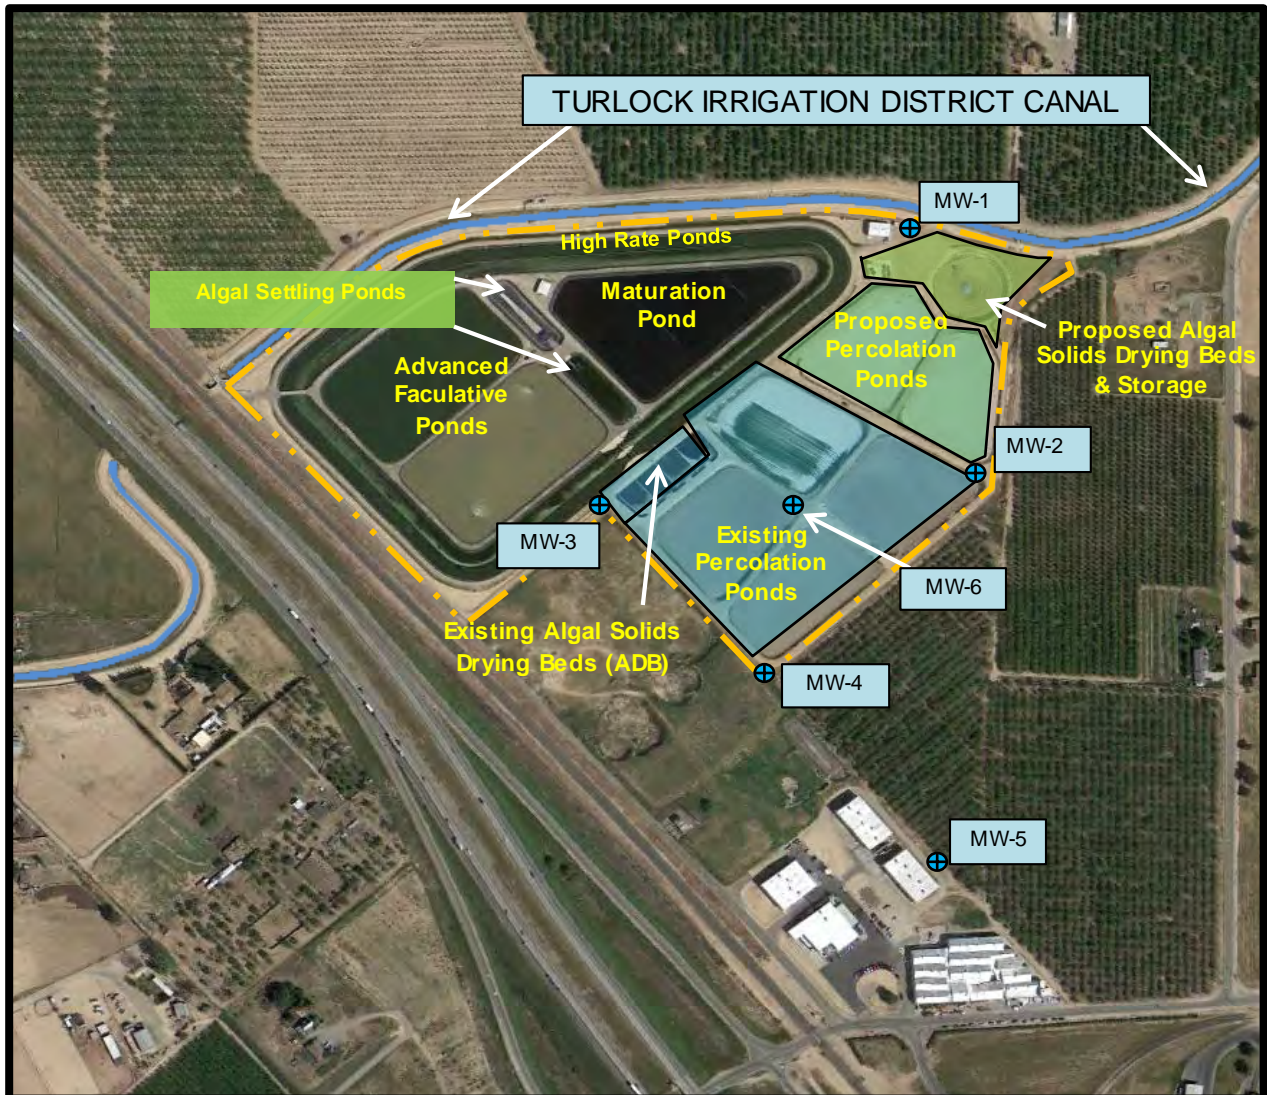 TURLOCK IRRIGATION DISTRICT CANAL
MW-1
High Rate Ponds
Algal Settling Ponds
Maturation
Pond
Proposed
Percolation
Ponds
Proposed Algal
Solids Drying Beds
& Storage
Advanced
Faculative
Ponds
MW-2
MW-3
Existing
Percolation
Ponds
MW-6
Existing Algal Solids
Drying Beds (ADB)
MW-4
MW-5